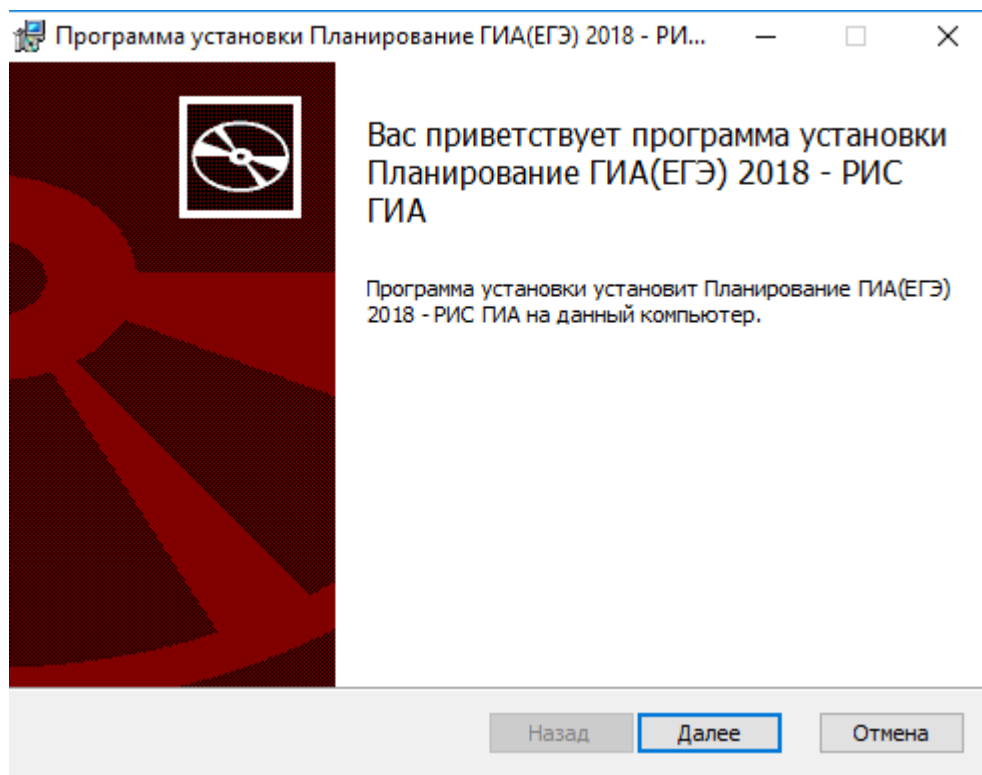 Программа установки Планирование ГИА(ЕГЭ) 2018 - РИ...
Вас приветствует программа установки
Планирование ГИА(ЕГЭ) 2018 - РИС
ГИА
Программа установки установит Планирование ГИА(ЕГЭ)
2018 - РИС ГИА на данный компьютер.
Назад Далее Отмена